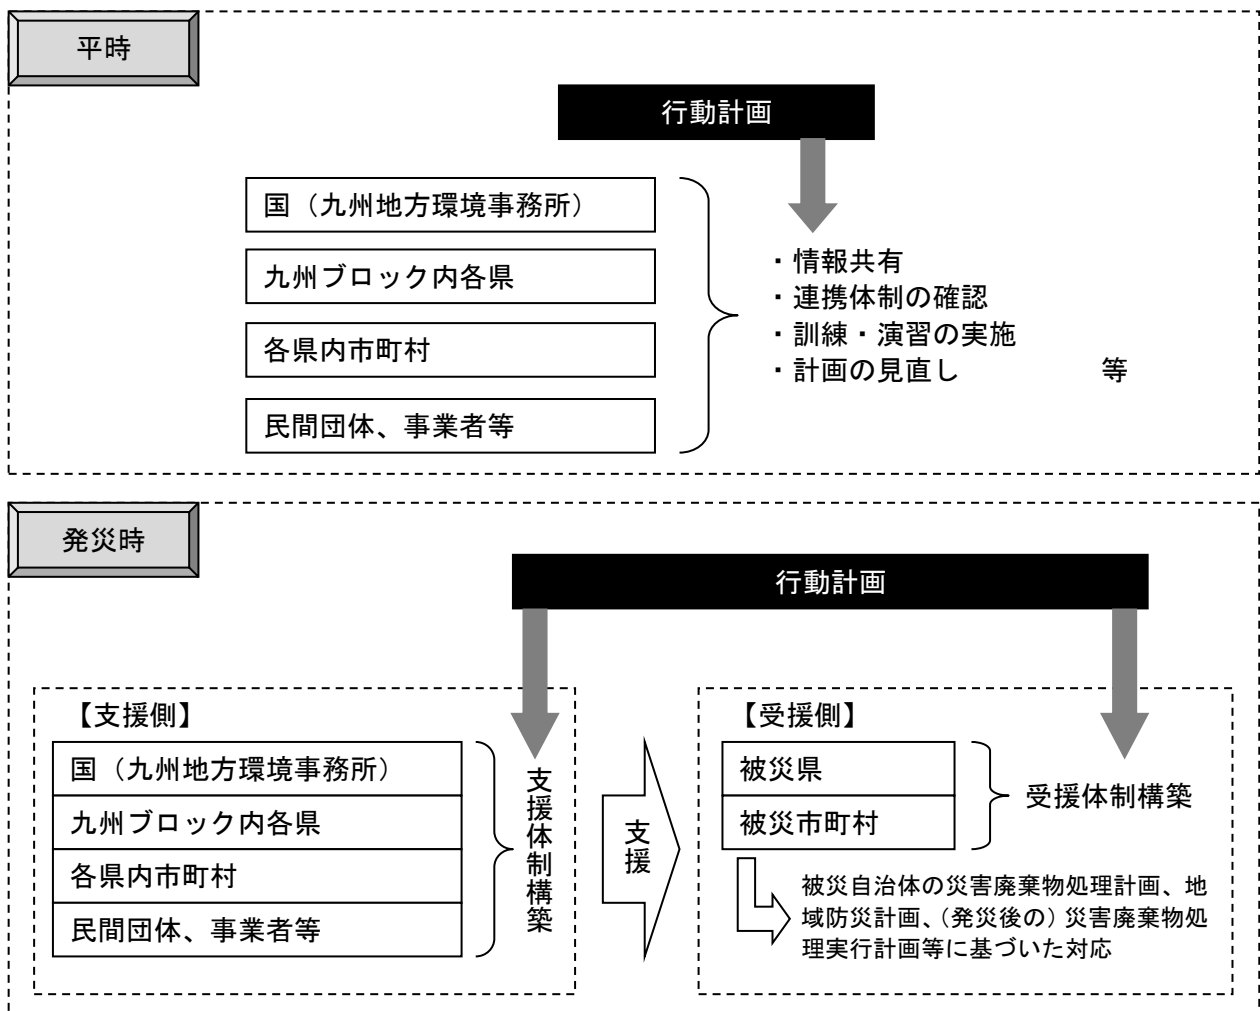 平時
行動計画
国（九州地方環境事務所）
九州ブロック内各県
各県内市町村
民間団体、事業者等
・情報共有
・連携体制の確認
・訓練・演習の実施
・計画の見直し　　　　　等
発災時
行動計画
【支援側】
国（九州地方環境事務所）
九州ブロック内各県
各県内市町村
民間団体、事業者等
支援体制構築
支援
【受援側】
被災県
被災市町村
受援体制構築
被災自治体の災害廃棄物処理計画、地
域防災計画、（発災後の）災害廃棄物処
理実行計画等に基づいた対応